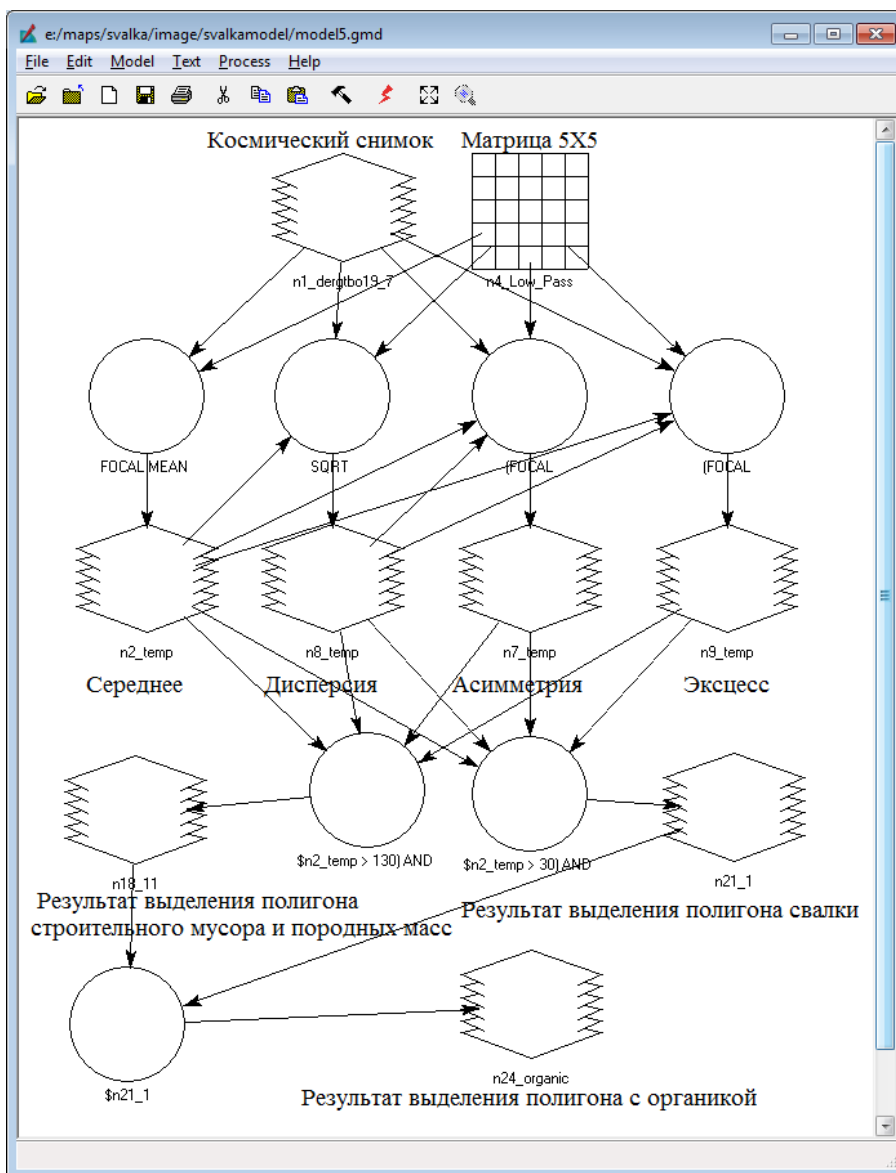 e:/maps/svalka/image/svalkamodel/model5.gmd
File Edit Model Text Process Help
Космический снимок Матрица 5X5
n1_dergtbo19_7 n4_Low_Pass
FOCAL MEAN SQRT (FOCAL (FOCAL
n2_temp n8_temp n7_temp n9_temp
Середнее Дисперсия Асимметрия Эксцесс
$n2_temp > 130) AND $n2_temp > 30) AND
n18_11 n21_1
Результат выделения полигона
строительного мусора и породных масс
Результат выделения полигона свалки
$n21_1 n24_organic
Результат выделения полигона с органикой